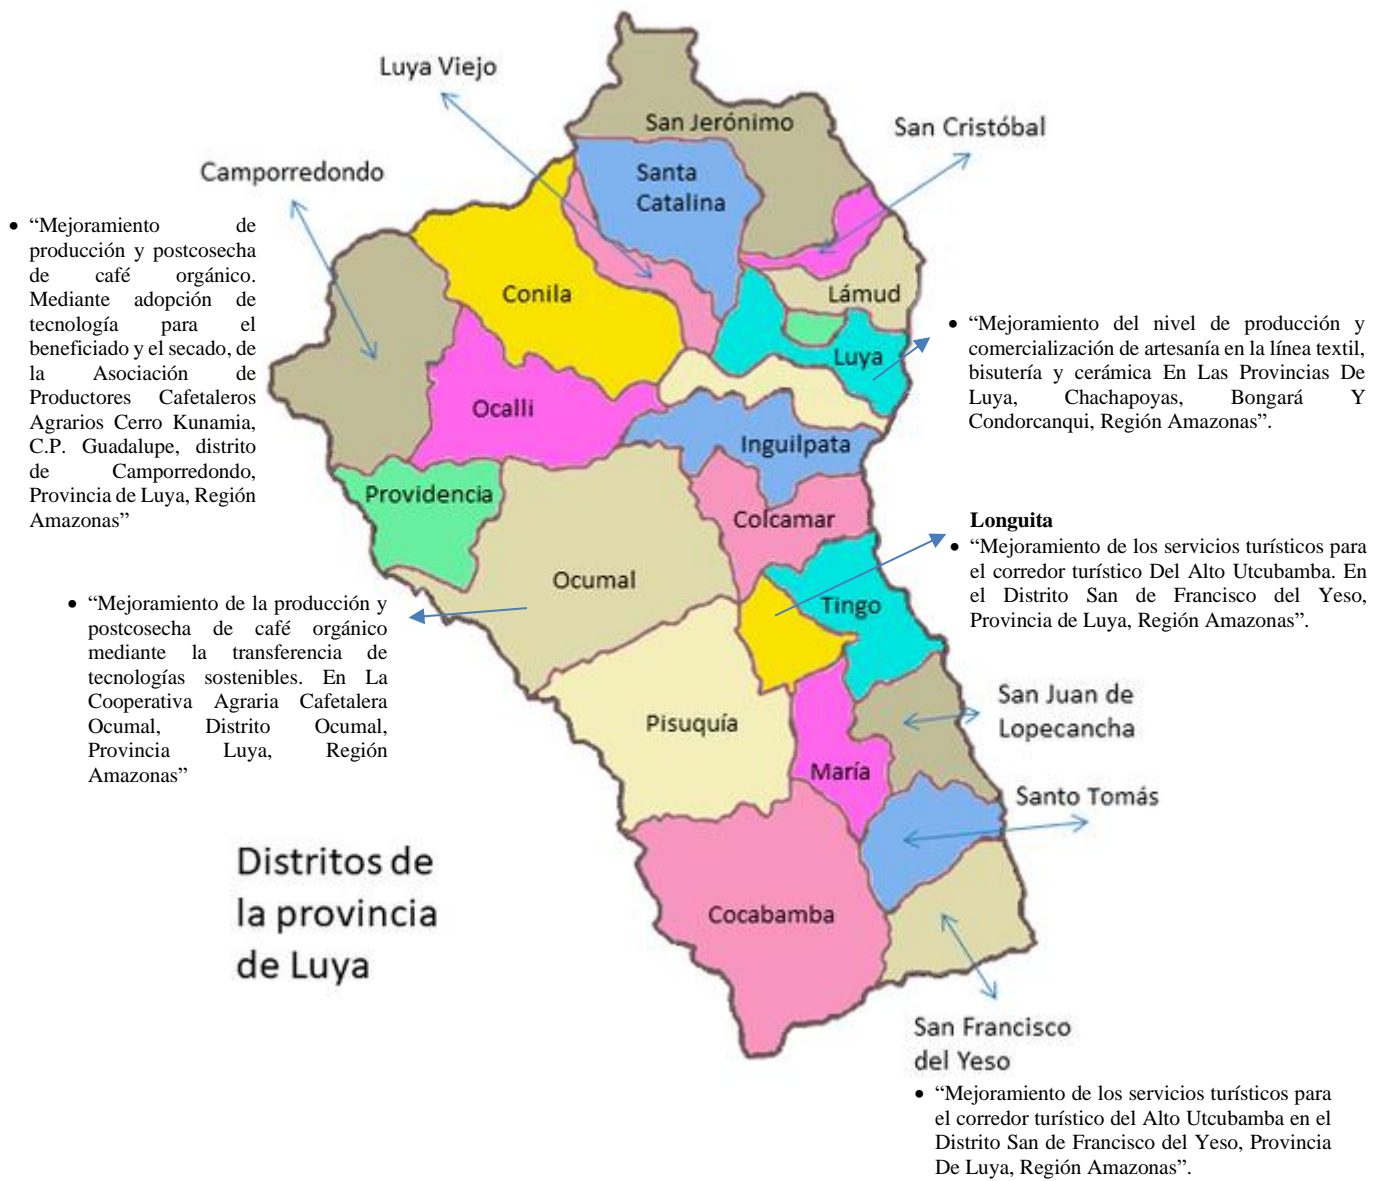 Luya Viejo
San Jerónimo
San Cristóbal
Camporredondo
Santa
Catalina
• “Mejoramiento de
producción y postcosecha
de café orgánico.
Mediante adopción de
tecnología para el
beneficiado y el secado, de
la Asociación de
Productores Cafetaleros
Agrarios Cerro Kunamia,
C.P. Guadalupe, distrito
de Camporredondo,
Provincia de Luya, Región
Amazonas”
Conila
Lámud
Luya
• “Mejoramiento del nivel de producción y
comercialización de artesanía en la línea textil,
bisutería y cerámica En Las Provincias De
Luya, Chachapoyas, Bongará Y
Condorcanqui, Región Amazonas”.
Ocalli
Inguilpata
Providencia
Colcamar
Longuita
• “Mejoramiento de los servicios turísticos para
el corredor turístico Del Alto Utcubamba. En
el Distrito San de Francisco del Yeso,
Provincia de Luya, Región Amazonas”.
Ocumal
Tingo
• “Mejoramiento de la producción y
postcosecha de café orgánico
mediante la transferencia de
tecnologías sostenibles. En La
Cooperativa Agraria Cafetalera
Ocumal, Distrito Ocumal,
Provincia Luya, Región
Amazonas”
San Juan de
Lopecancha
Pisuquía
María
Santo Tomás
Distritos de
la provincia
de Luya
Cocabamba
San Francisco
del Yeso
• “Mejoramiento de los servicios turísticos para
el corredor turístico del Alto Utcubamba en el
Distrito San de Francisco del Yeso, Provincia
De Luya, Región Amazonas”.